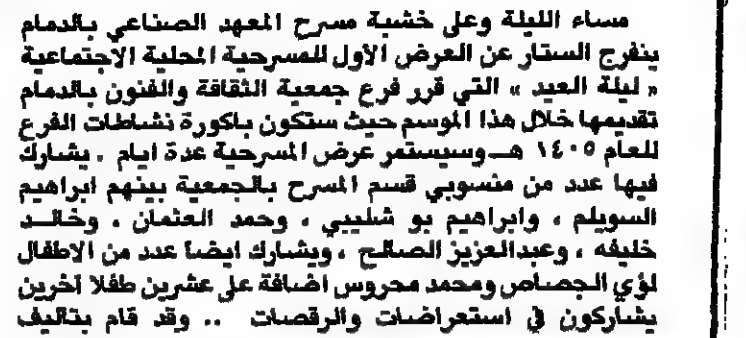 مساء الليلة وعلى خشبة مسرح المعهد الصناعي بالدمام
ينفرج الستار عن العرض الأول للمسرحية المحلية الاجتماعية
« ليلة العيد » التي قرر فرع جمعية الثقافة والفنون بالدمام
تقديمها خلال هذا الموسم حيث ستكون باكورة نشاطات الفرع
للعام ١٤٠٥ هـ وسيستمر عرض المسرحية عدة ايام . يشارك
فيها عدد من منسوبي قسم المسرح بالجمعية بينهم ابراهيم
السويلم ، وابراهيم بو شليبي ، وحمد العثمان ، وخالد
خليفه ، وعبدالعزيز الصالح ، ويشارك ايضاً عدد من الاطفال
لؤي الجصاص ومحمد محروس اضافة على عشرين طفلا آخرين
يشاركون في استعراضات والرقصات .. وقد قام بتاليف